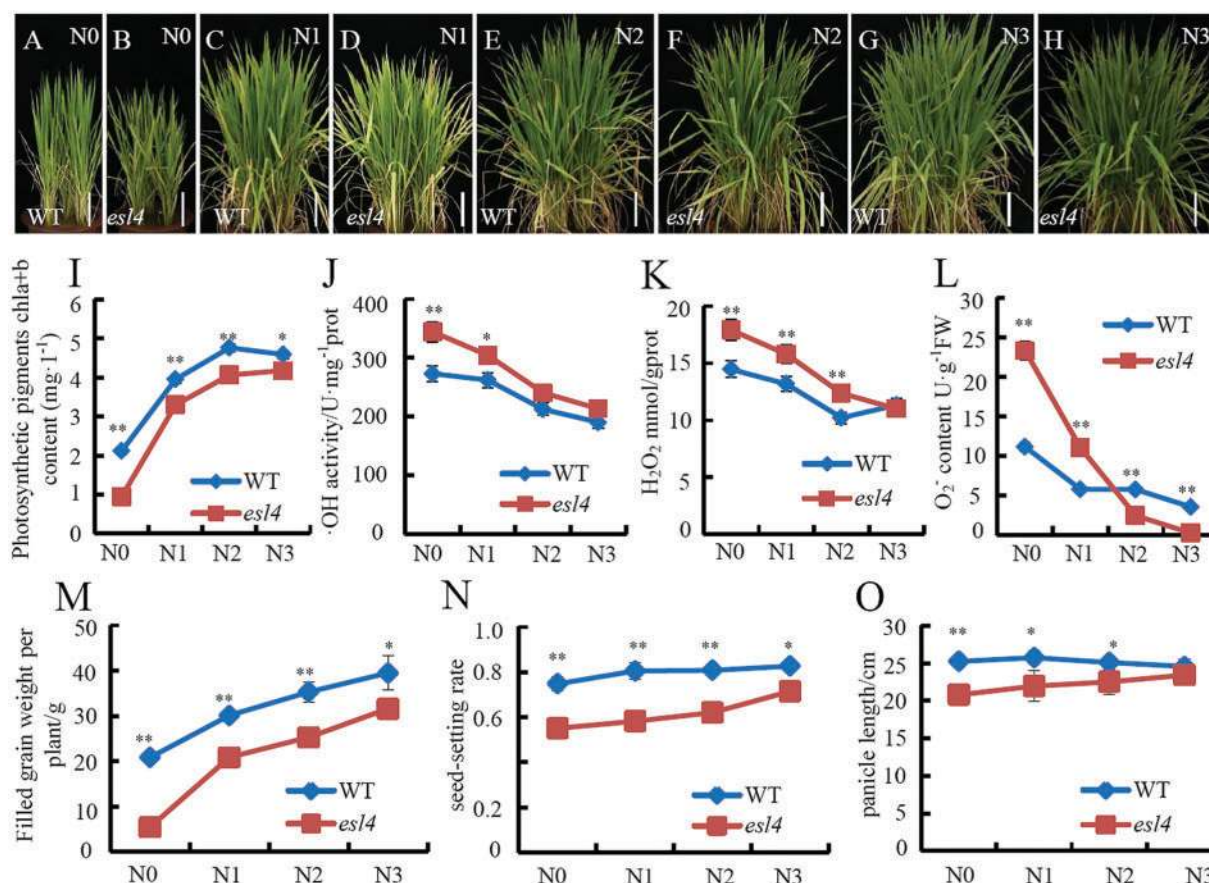 A N0 B N0 C N1 D N1 E N2 F N2 G N3 H N3
WT esl4 WT esl4 WT esl4 WT esl4
I
Photosynthetic pigments chla+b
content (mg·1⁻¹)
6
5
4
3
2
1
0
** ** ** *
WT
esl4
N0 N1 N2 N3
J
·OH activity/U·mg⁻¹prot
400
300
200
100
0
** *
WT
esl4
N0 N1 N2 N3
K
H₂O₂ mmol/gprot
20
15
10
5
0
** ** **
WT
esl4
N0 N1 N2 N3
L
O₂⁻ content U·g⁻¹FW
30
25
20
15
10
5
0
** ** ** **
WT
esl4
N0 N1 N2 N3
M
Filled grain weight per
plant/g
50
40
30
20
10
0
** ** ** *
WT
esl4
N0 N1 N2 N3
N
seed-setting rate
1.0
0.8
0.6
0.4
0.2
0
** ** ** *
WT
esl4
N0 N1 N2 N3
O
panicle length/cm
30
25
20
15
10
5
0
** * *
WT
esl4
N0 N1 N2 N3